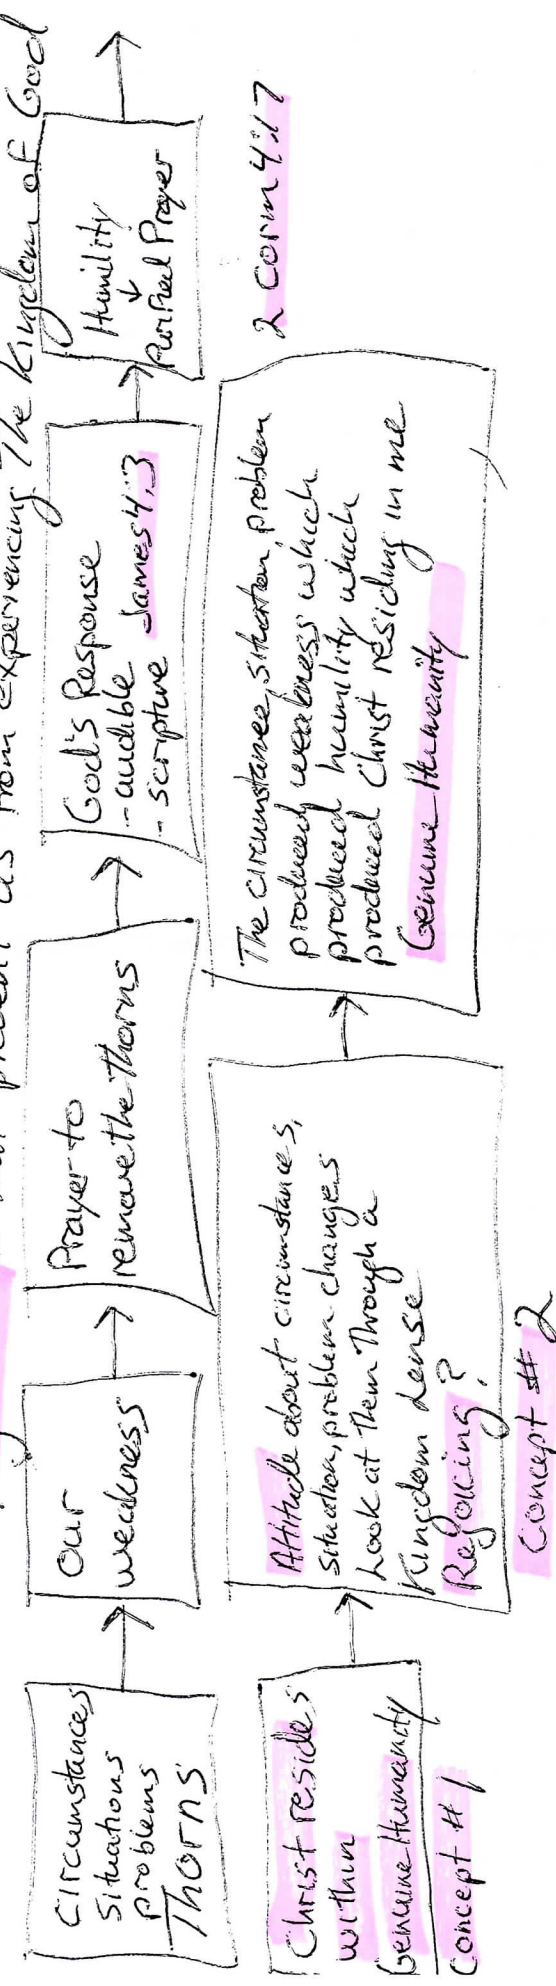 us from experiencing The Kingdom of God
Circumstances
Situations
problems
Thorns
Our
weakness
Prayer to
remove the Thorns
God's Response
- audible
- scripture James 4:3
Humility
↓
Purified Prayer
Christ resides
within
Genuine Humanity
Concept # 1
Attitude about circumstances,
situation, problem changes
Look at Them Through a
Kingdom Lense
Rejoicing?
Concept # 2
The circumstance, situation, problem
produced weakness which
produced humility which
produced Christ residing in me
Genuine Humanity
2 Corin 4:17